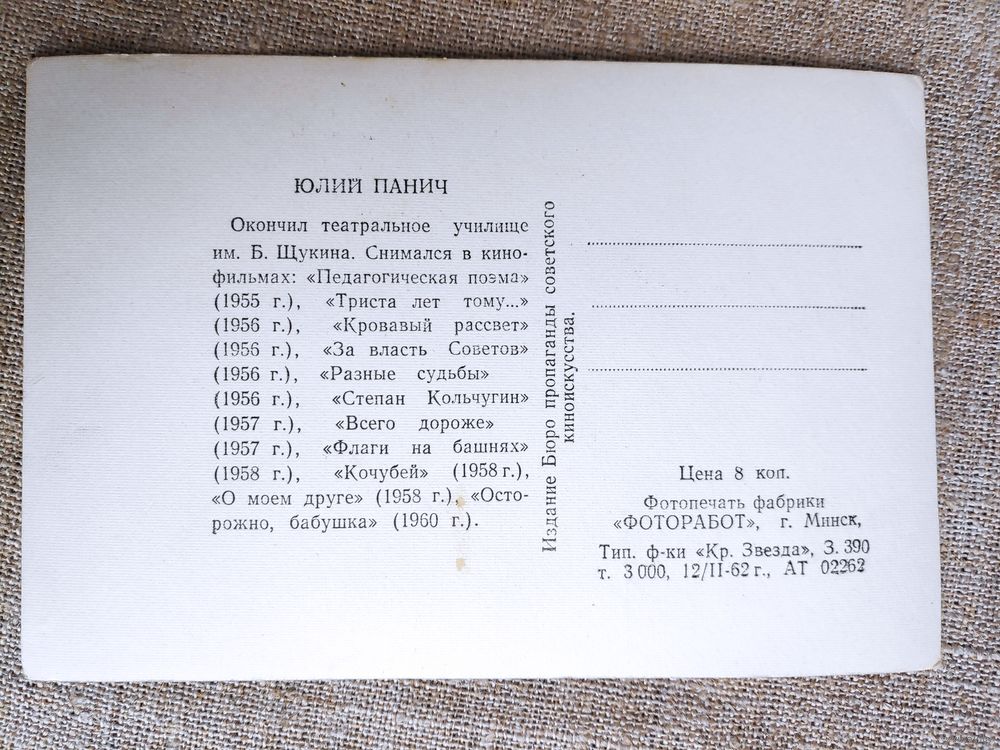 ЮЛИЙ ПАНИЧ
Окончил театральное училище
им. Б. Щукина. Снимался в кино-
фильмах: «Педагогическая поэма»
(1955 г.), «Триста лет тому...»
(1956 г.), «Кровавый рассвет»
(1956 г.), «За власть Советов»
(1956 г.), «Разные судьбы»
(1956 г.), «Степан Кольчугин»
(1957 г.), «Всего дороже»
(1957 г.), «Флаги на башнях»
(1958 г.), «Кочубей» (1958 г.),
«О моем друге» (1958 г.), «Осто-
рожно, бабушка» (1960 г.).
Издание Бюро пропаганды советского
киноискусства.
Цена 8 коп.
Фотопечать фабрики
«ФОТОРАБОТ», г. Минск,
Тип. ф-ки «Кр. Звезда», З. 390
т. 3 000, 12/II-62 г., АТ 02262